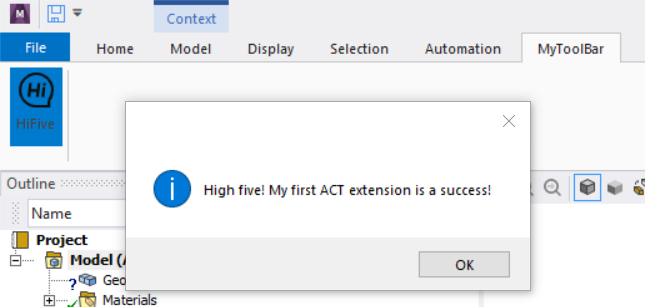 Context
File Home Model Display Selection Automation MyToolBar
Hi
HiFive
High five! My first ACT extension is a success!
OK
Outline
Name
Project
Model (
Materials